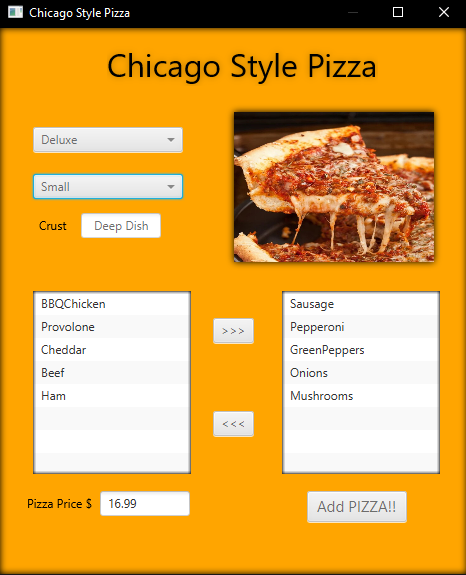 Chicago Style Pizza
Chicago Style Pizza
Deluxe
Small
Crust Deep Dish
BBQChicken
Provolone
Cheddar
Beef
Ham
>>>
<<<
Sausage
Pepperoni
GreenPeppers
Onions
Mushrooms
Pizza Price $ 16.99
Add PIZZA!!